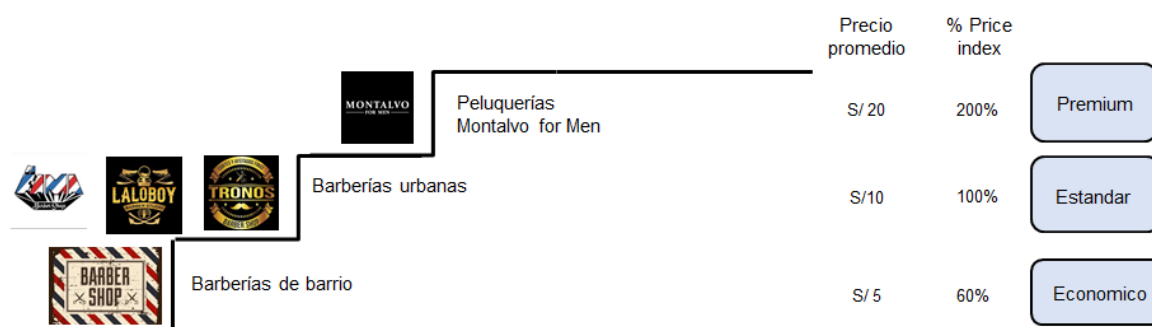 Precio
promedio
% Price
index
MONTALVO
FOR MEN
Peluquerías
Montalvo for Men
S/ 20
200%
Premium
LALOBOY
TRONOS
BARBER SHOP
Barberías urbanas
S/10
100%
Estandar
BARBER
SHOP
Barberías de barrio
S/ 5
60%
Economico